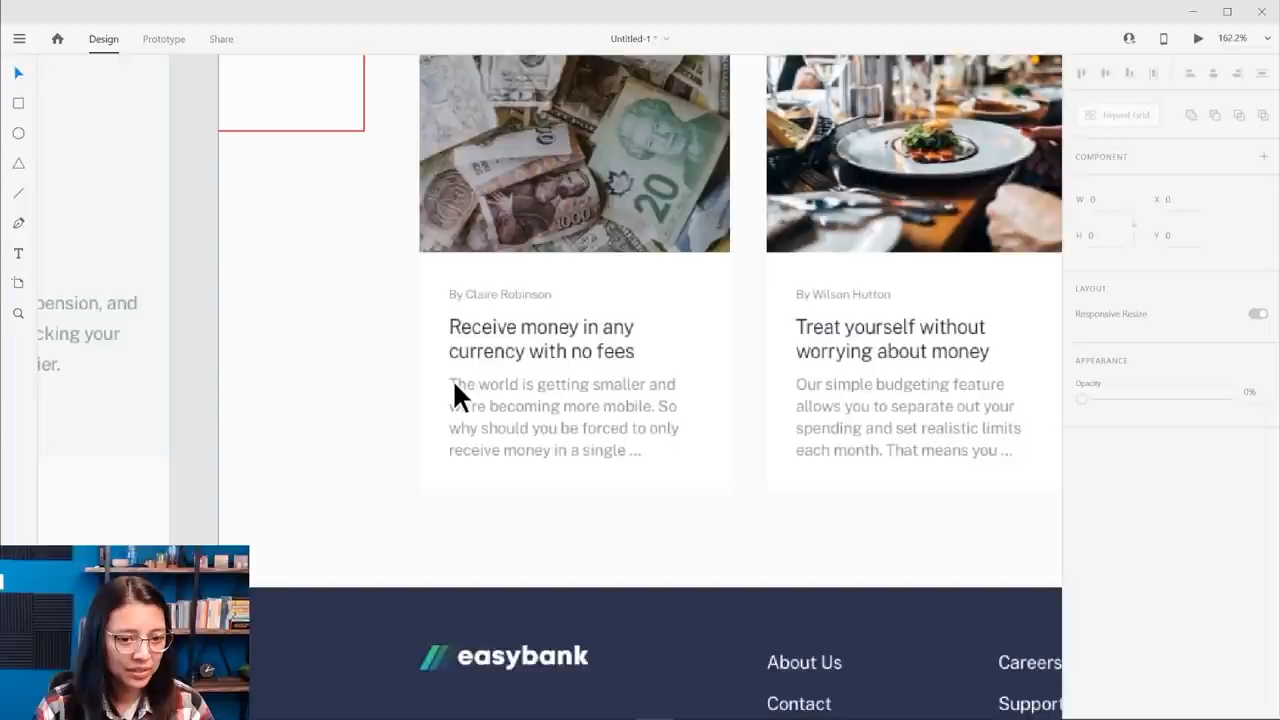 Design
Prototype
Share
Untitled-1 *
162.2%
Repeat Grid
COMPONENT
W 0
X 0
H 0
Y 0
LAYOUT
Responsive Resize
APPEARANCE
Opacity
0%
pension, and
cking your
ier.
20
1000
By Claire Robinson
Receive money in any
currency with no fees
The world is getting smaller and
we're becoming more mobile. So
why should you be forced to only
receive money in a single ...
By Wilson Hutton
Treat yourself without
worrying about money
Our simple budgeting feature
allows you to separate out your
spending and set realistic limits
each month. That means you ...
easybank
About Us
Contact
Careers
Support